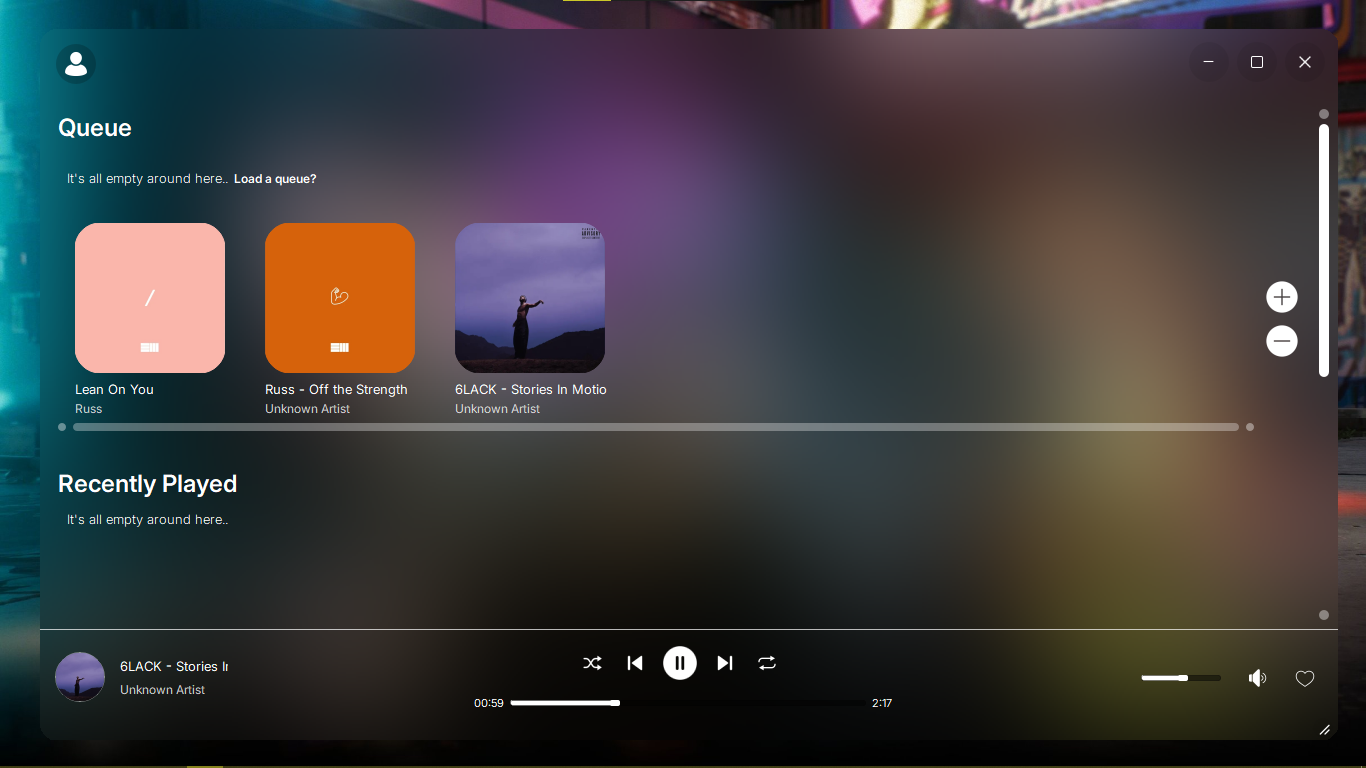 Queue
It's all empty around here.. Load a queue?
Lean On You
Russ
Russ - Off the Strength
Unknown Artist
6LACK - Stories In Motio
Unknown Artist
Recently Played
It's all empty around here..
6LACK - Stories In
Unknown Artist
00:59
2:17